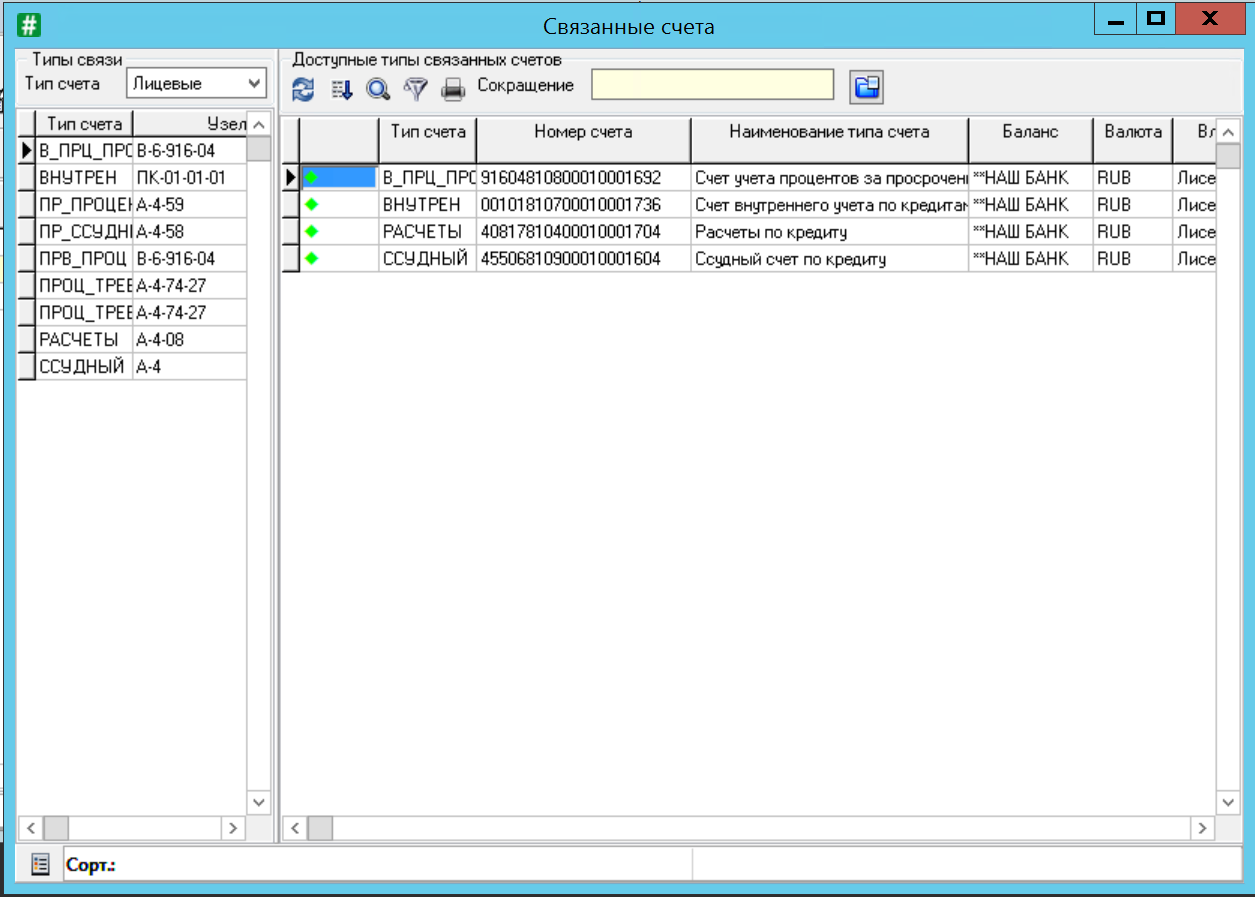 Связанные счета
Типы связи
Тип счета Лицевые
Тип счета Узел
В_ПРЦ_ПРС В-6-916-04
ВНУТРЕН ПК-01-01-01
ПР_ПРОЦЕН А-4-59
ПР_ССУДНІ А-4-58
ПРВ_ПРОЦ В-6-916-04
ПРОЦ_ТРЕБ А-4-74-27
ПРОЦ_ТРЕБ А-4-74-27
РАСЧЕТЫ А-4-08
ССУДНЫЙ А-4
Доступные типы связанных счетов
Сокращение
Тип счета Номер счета Наименование типа счета Баланс Валюта Вл
В_ПРЦ_ПРС 91604810800010001692 Счет учета процентов за просрочен **НАШ БАНК RUB Лисе
ВНУТРЕН 00101810700010001736 Счет внутреннего учета по кредитам **НАШ БАНК RUB Лисе
РАСЧЕТЫ 40817810400010001704 Расчеты по кредиту **НАШ БАНК RUB Лисе
ССУДНЫЙ 45506810900010001604 Ссудный счет по кредиту **НАШ БАНК RUB Лисе
Сорт.: